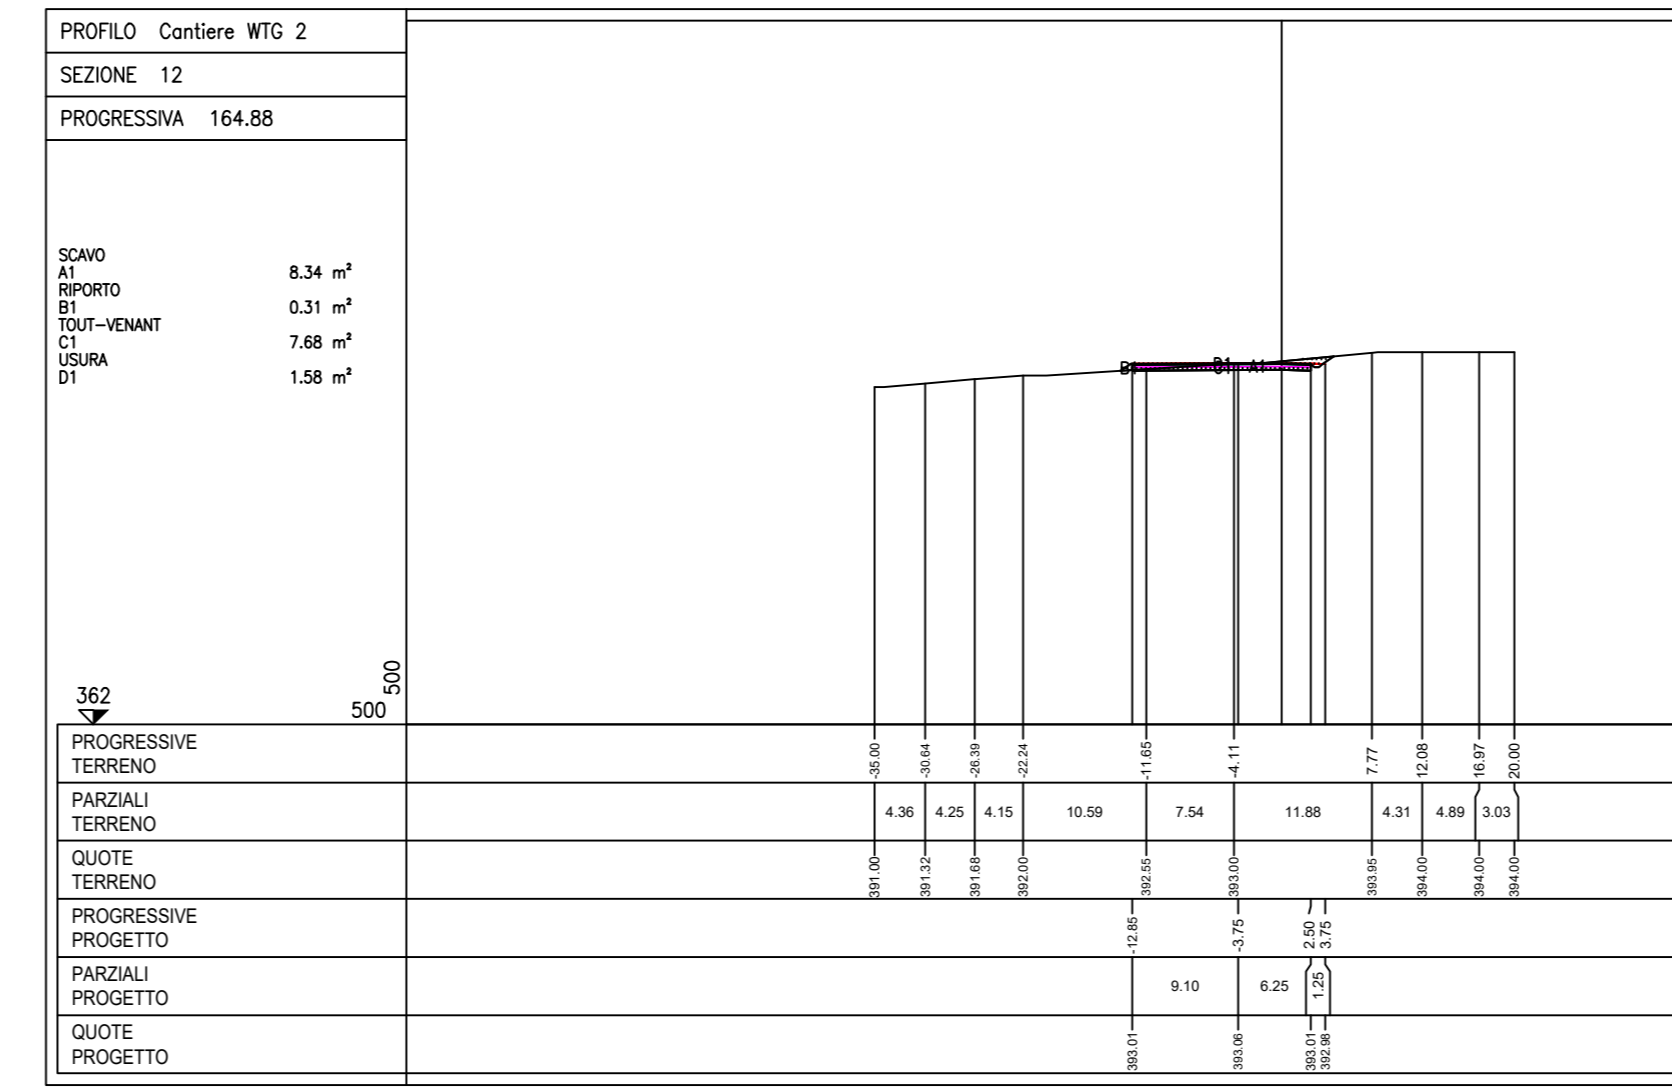 PROFILO Cantiere WTG 2
SEZIONE 12
PROGRESSIVA 164.88
SCAVO
A1 8.34 m²
RIPORTO
B1 0.31 m²
TOUT-VENANT
C1 7.68 m²
USURA
D1 1.58 m²
A1
362
500
500
PROGRESSIVE
TERRENO
-35.00 -30.64 -26.39 -22.24 -11.65 -4.11 7.77 12.08 16.97 20.00
PARZIALI
TERRENO
4.36 4.25 4.15 10.59 7.54 11.88 4.31 4.89 3.03
QUOTE
TERRENO
391.00 391.32 391.68 392.00 392.55 393.00 393.95 394.00 394.00 394.00
PROGRESSIVE
PROGETTO
-12.85 -3.75 2.50 3.75
PARZIALI
PROGETTO
9.10 6.25 1.25
QUOTE
PROGETTO
393.01 393.06 393.01 392.98